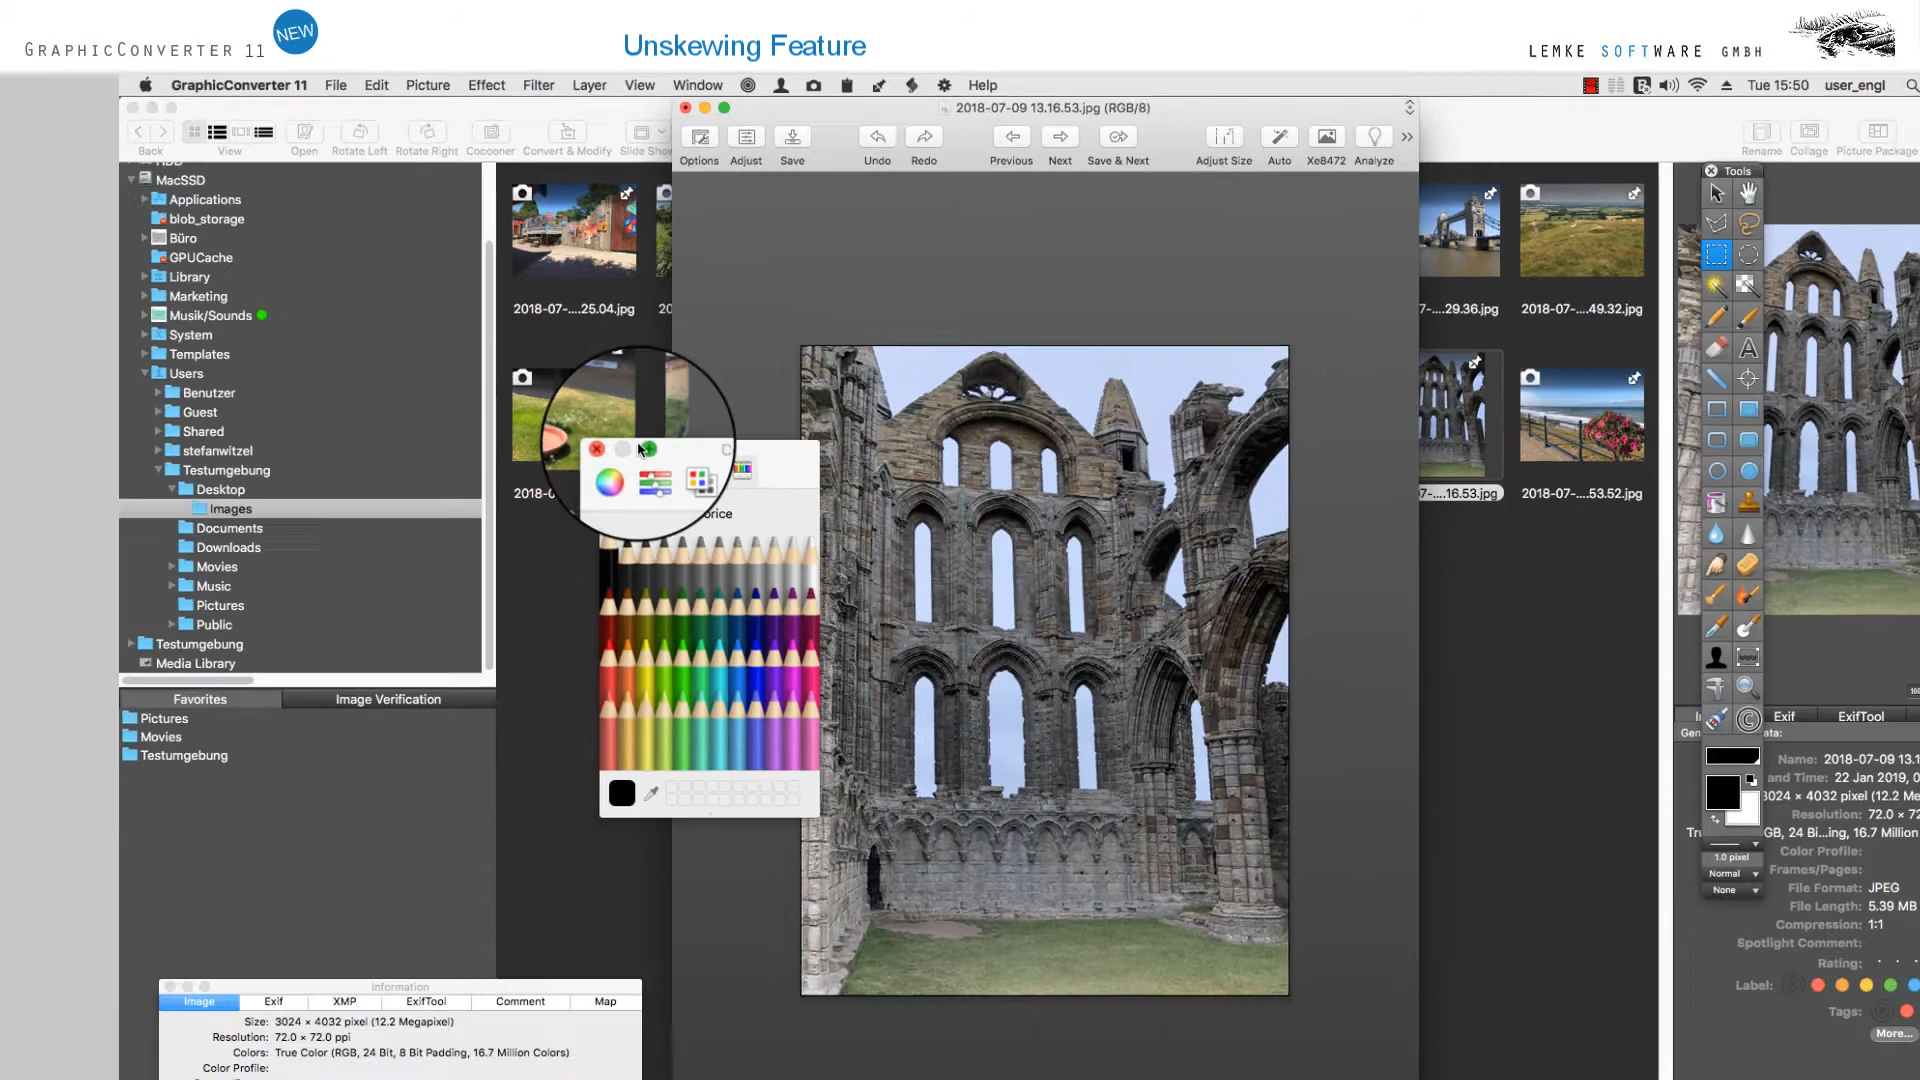 GRAPHICCONVERTER 11
NEW
Unskewing Feature
LEMKE SOFTWARE GMBH
GraphicConverter 11 File Edit Picture Effect Filter Layer View Window Help
Tue 15:50 user_engl
2018-07-09 13.16.53.jpg (RGB/8)
Back View Open Rotate Left Rotate Right Cocooner Convert & Modify Slide Show
Options Adjust Save Undo Redo Previous Next Save & Next Adjust Size Auto Xe8472 Analyze
Rename Collage Picture Package
Tools
MacSSD
Applications
blob_storage
Büro
GPUCache
Library
Marketing
Musik/Sounds
System
Templates
Users
Benutzer
Guest
Shared
stefanwitzel
Testumgebung
Desktop
Images
Documents
Downloads
Movies
Music
Pictures
Public
Testumgebung
Media Library
Favorites Image Verification
Pictures
Movies
Testumgebung
2018-07-....25.04.jpg
20
7-....29.36.jpg
2018-07-....49.32.jpg
2018-0
7-....16.53.jpg
2018-07-....53.52.jpg
orice
Information
Image Exif XMP ExifTool Comment Map
Size: 3024 × 4032 pixel (12.2 Megapixel)
Resolution: 72.0 × 72.0 ppi
Colors: True Color (RGB, 24 Bit, 8 Bit Padding, 16.7 Million Colors)
Color Profile:
Exif ExifTool
Gen
ta:
Name: 2018-07-09 13.1
and Time: 22 Jan 2019, 0
3024 × 4032 pixel (12.2 Me
Resolution: 72.0 × 72
Tru
GB, 24 Bi...ing, 16.7 Million
Color Profile:
Frames/Pages:
File Format: JPEG
File Length: 5.39 MB
Compression: 1:1
Spotlight Comment:
Rating:
Label:
Tags:
More...
1.0 pixel
Normal
None